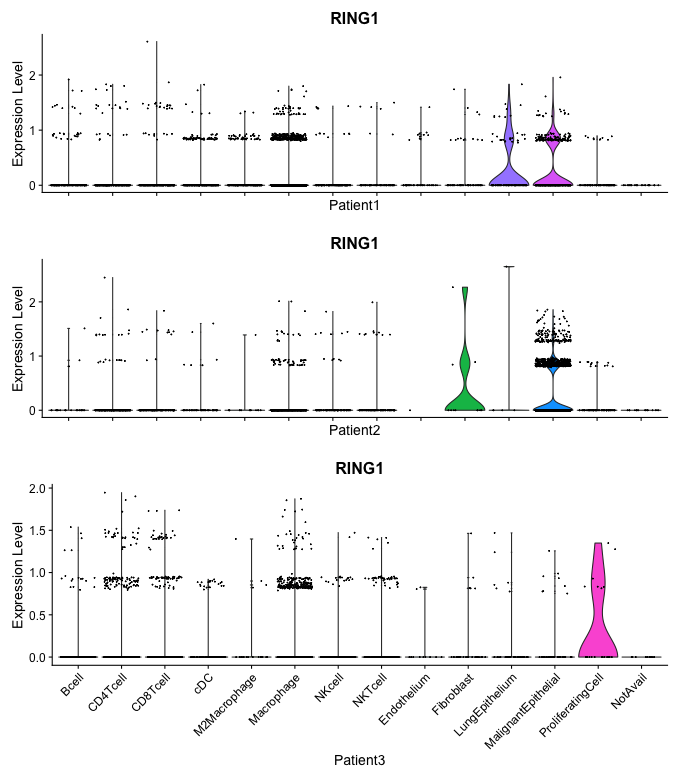 RING1
Expression Level
2
1
0
Patient1
RING1
Expression Level
2
1
0
Patient2
RING1
Expression Level
2.0
1.5
1.0
0.5
0.0
Bcell
CD4Tcell
CD8Tcell
cDC
M2Macrophage
Macrophage
NKcell
NKTcell
Endothelium
Fibroblast
LungEpithelium
MalignantEpithelial
ProliferatingCell
NotAvail
Patient3